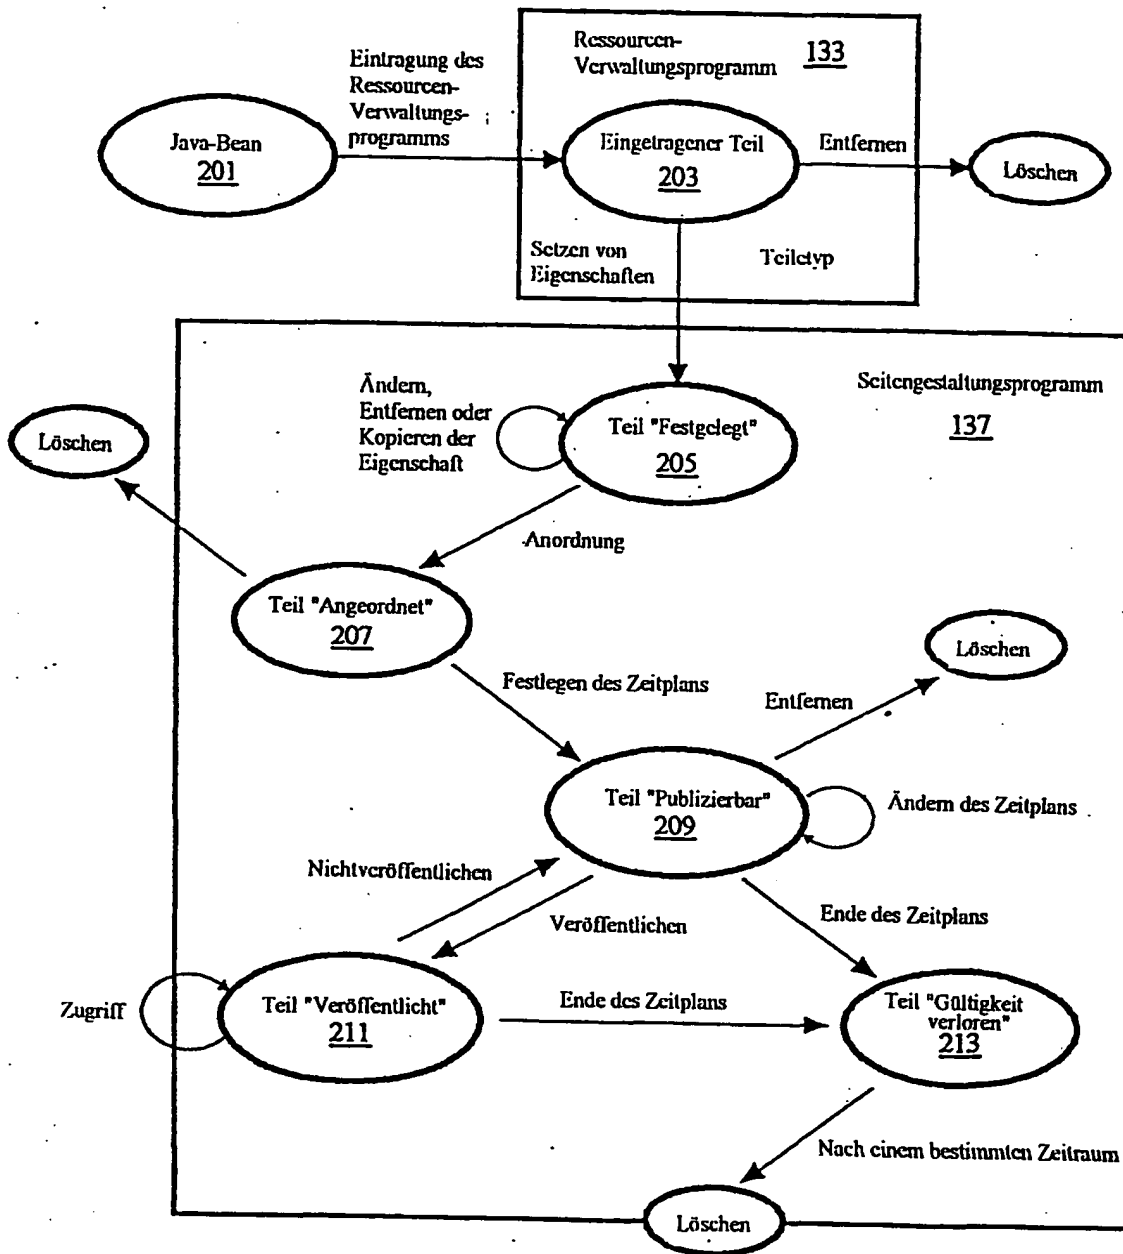 Ressourcen-
Verwaltungsprogramm 133
Eintragung des
Ressourcen-
Verwaltungs-
programms
Java-Bean
201
Eingetragener Teil
203
Entfernen
Löschen
Setzen von
Eigenschaften
Teiletyp
Seitengestaltungsprogramm
137
Ändern,
Entfernen oder
Kopieren der
Eigenschaft
Teil "Festgelegt"
205
Löschen
Anordnung
Teil "Angeordnet"
207
Löschen
Festlegen des Zeitplans
Entfernen
Teil "Publizierbar"
209
Ändern des Zeitplans
Nichtveröffentlichen
Veröffentlichen
Ende des Zeitplans
Zugriff
Teil "Veröffentlicht"
211
Ende des Zeitplans
Teil "Gültigkeit
verloren"
213
Nach einem bestimmten Zeitraum
Löschen